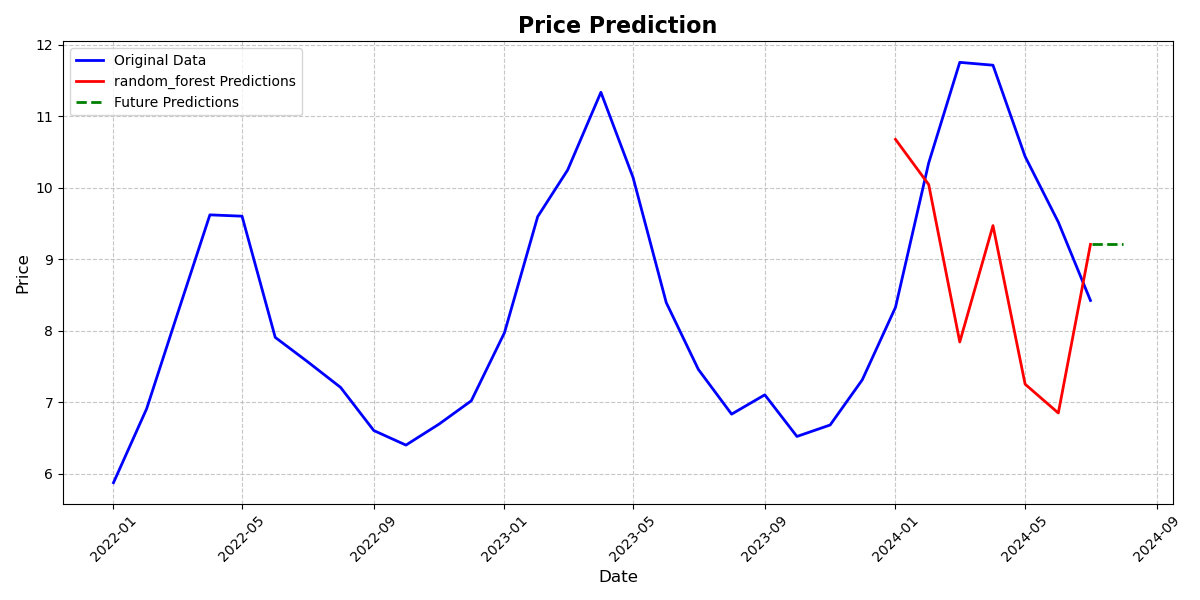 Price Prediction
Original Data
random_forest Predictions
Future Predictions
Price
12
11
10
9
8
7
6
2022-01
2022-05
2022-09
2023-01
2023-05
2023-09
2024-01
2024-05
2024-09
Date